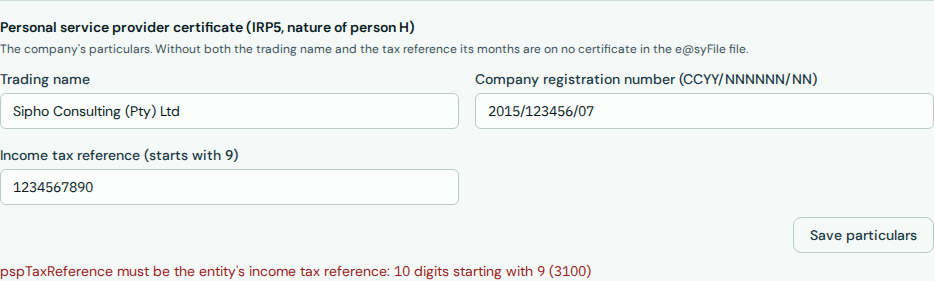 Personal service provider certificate (IRP5, nature of person H)
The company's particulars. Without both the trading name and the tax reference its months are on no certificate in the e@syFile file.
Trading name
Company registration number (CCYY/NNNNNN/NN)
Sipho Consulting (Pty) Ltd
2015/123456/07
Income tax reference (starts with 9)
1234567890
Save particulars
pspTaxReference must be the entity's income tax reference: 10 digits starting with 9 (3100)